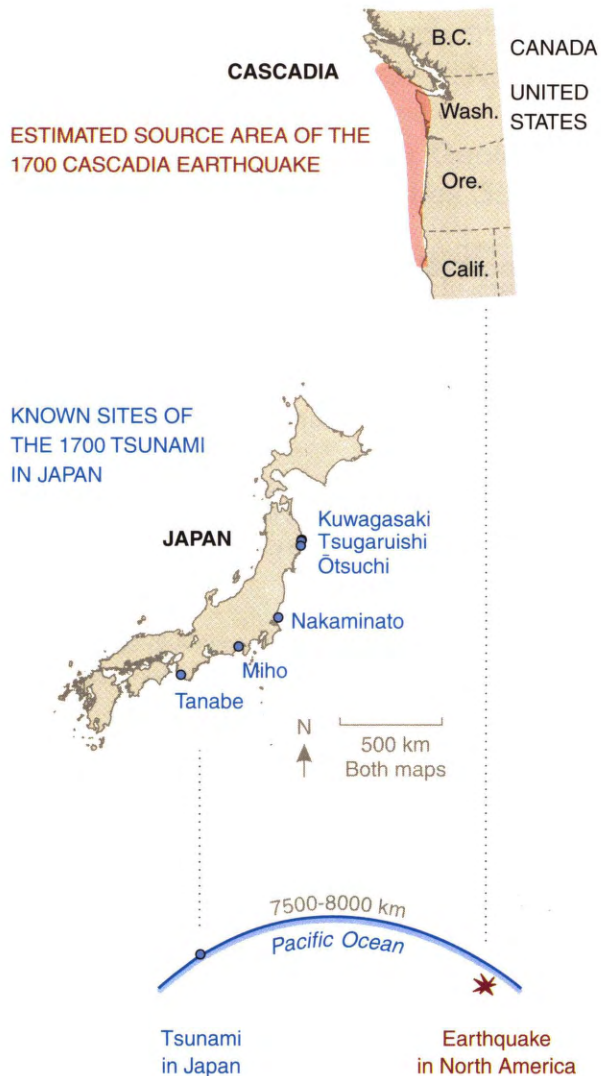 B.C.
CANADA
CASCADIA
UNITED
STATES
Wash.
ESTIMATED SOURCE AREA OF THE
1700 CASCADIA EARTHQUAKE
Ore.
Calif.
KNOWN SITES OF
THE 1700 TSUNAMI
IN JAPAN
JAPAN
Kuwagasaki
Tsugaruishi
Ōtsuchi
Nakaminato
Miho
Tanabe
N
500 km
Both maps
7500-8000 km
Pacific Ocean
Tsunami
in Japan
Earthquake
in North America